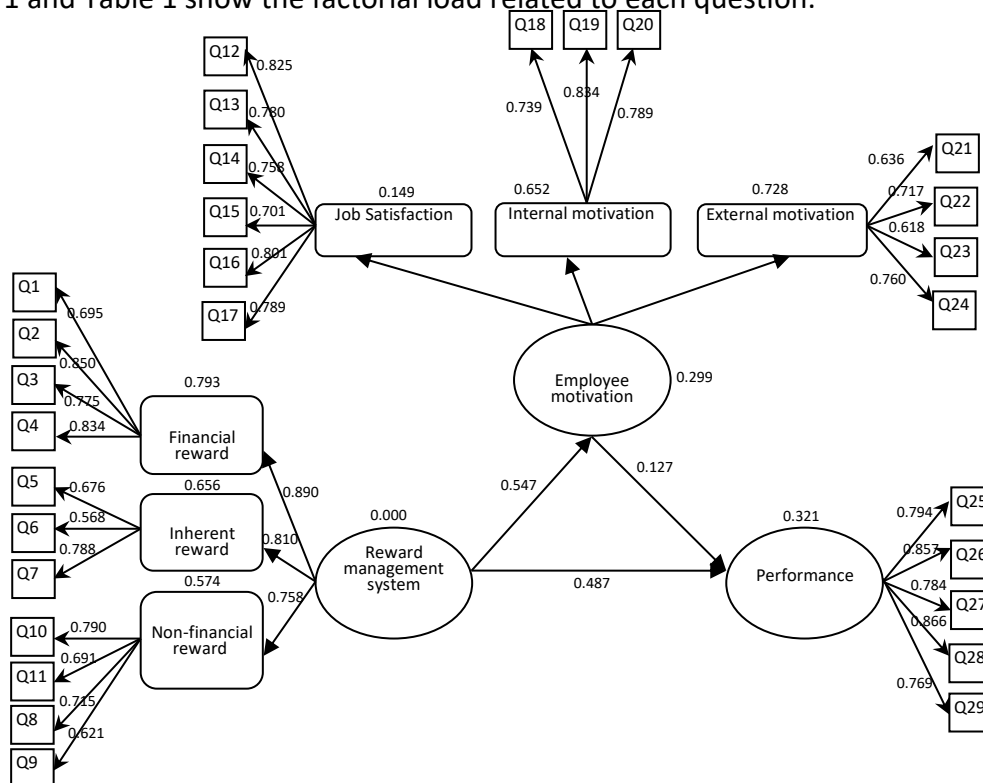 1 and Table 1 show the factorial load related to each question.
Q18 Q19 Q20
Q12
0.825
Q13
0.780
Q14
0.758
Q15
0.701
Q16
0.801
Q17
0.789
0.739
0.834
0.789
0.149
Job Satisfaction
0.652
Internal motivation
0.728
External motivation
Q21
0.636
Q22
0.717
Q23
0.618
Q24
0.760
Q1
0.695
Q2
0.850
Q3
0.775
Q4
0.834
0.793
Financial
reward
Employee
motivation
0.299
Q5
0.676
Q6
0.568
Q7
0.788
0.656
Inherent
reward
0.890
0.810
0.758
0.000
Reward
management
system
0.547
0.127
0.487
0.321
Performance
0.574
Non-financial
reward
Q10
0.790
Q11
0.691
Q8
0.715
Q9
0.621
Q25
0.794
Q26
0.857
Q27
0.784
Q28
0.866
Q29
0.769